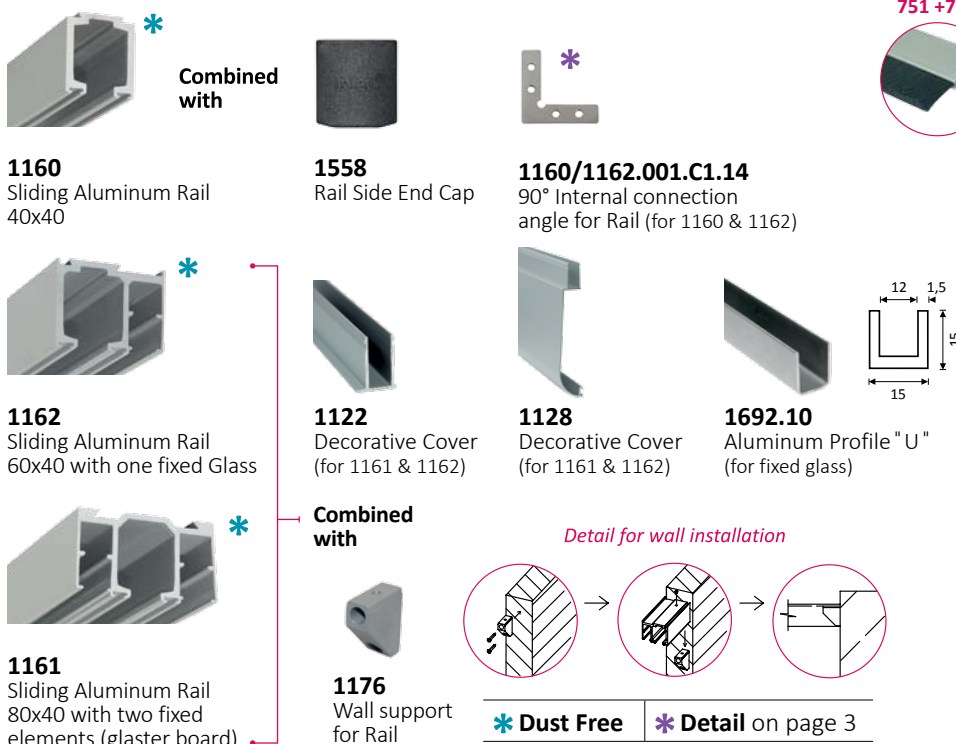 751 +7
Combined
with
1160
Sliding Aluminum Rail
40x40
1558
Rail Side End Cap
1160/1162.001.C1.14
90° Internal connection
angle for Rail (for 1160 & 1162)
1162
Sliding Aluminum Rail
60x40 with one fixed Glass
1122
Decorative Cover
(for 1161 & 1162)
1128
Decorative Cover
(for 1161 & 1162)
1692.10
Aluminum Profile "U"
(for fixed glass)
12 1,5
15
15
Combined
with
1161
Sliding Aluminum Rail
80x40 with two fixed
elements (glaster board)
1176
Wall support
for Rail
Detail for wall installation
* Dust Free
* Detail on page 3